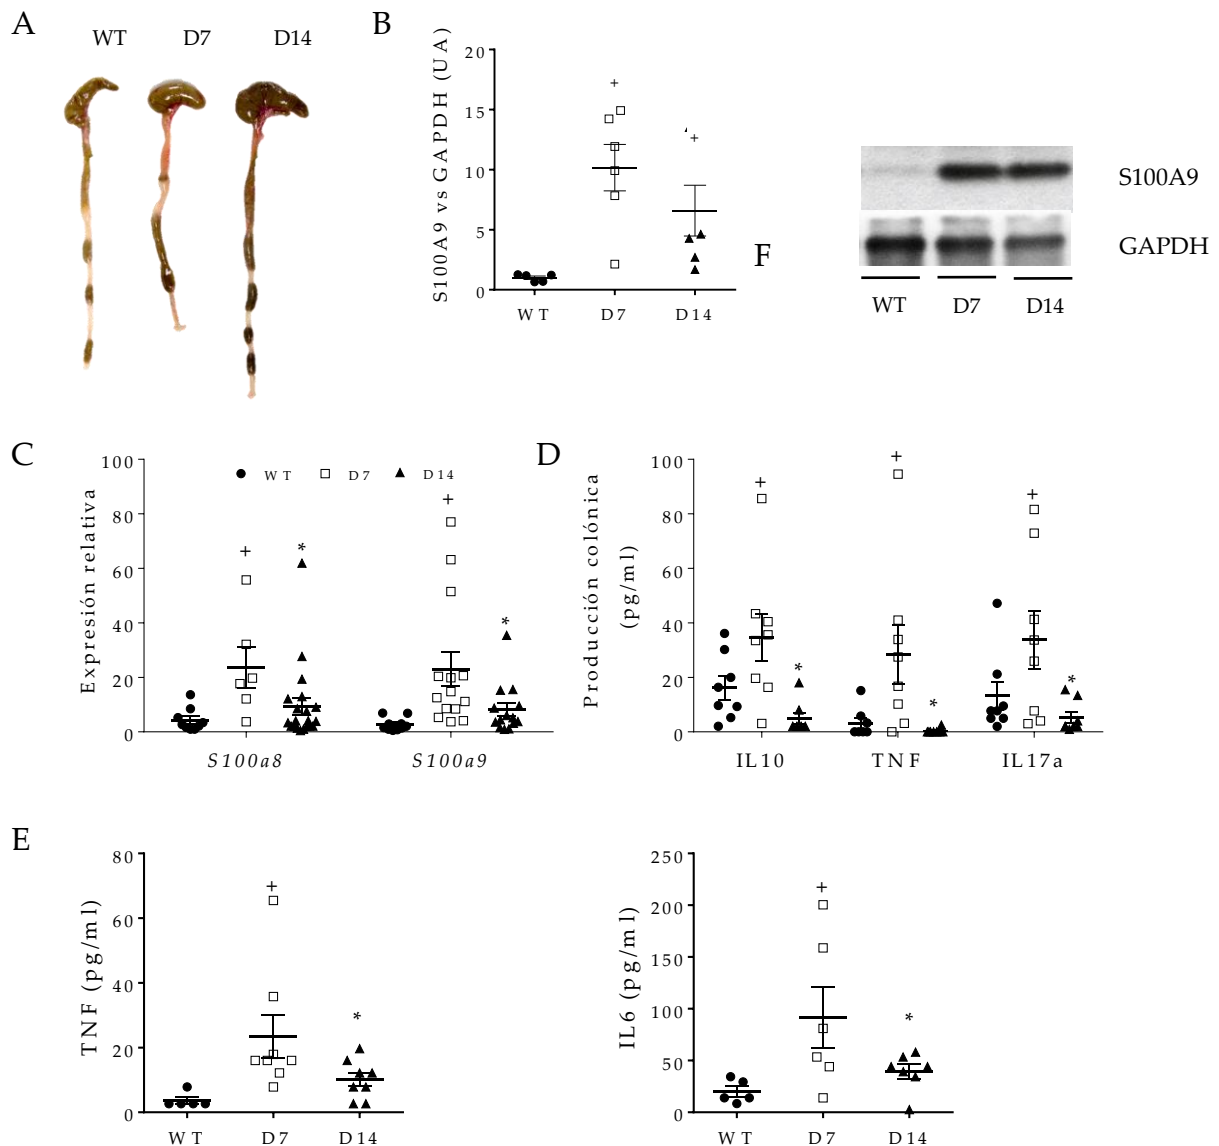 A
WT D7 D14
B
S100A9 vs GAPDH (UA)
20
15
10
5
0
+
+
WT D7 D14
F
S100A9
GAPDH
WT D7 D14
C
Expresión relativa
100
80
60
40
20
0
WT D7 D14
+
*
+
*
S100a8 S100a9
D
Producción colónica
(pg/ml)
100
80
60
40
20
0
+
*
+
*
+
*
IL10 TNF IL17a
E
TNF (pg/ml)
80
60
40
20
0
+
*
WT D7 D14
IL6 (pg/ml)
250
200
150
100
50
0
+
*
WT D7 D14